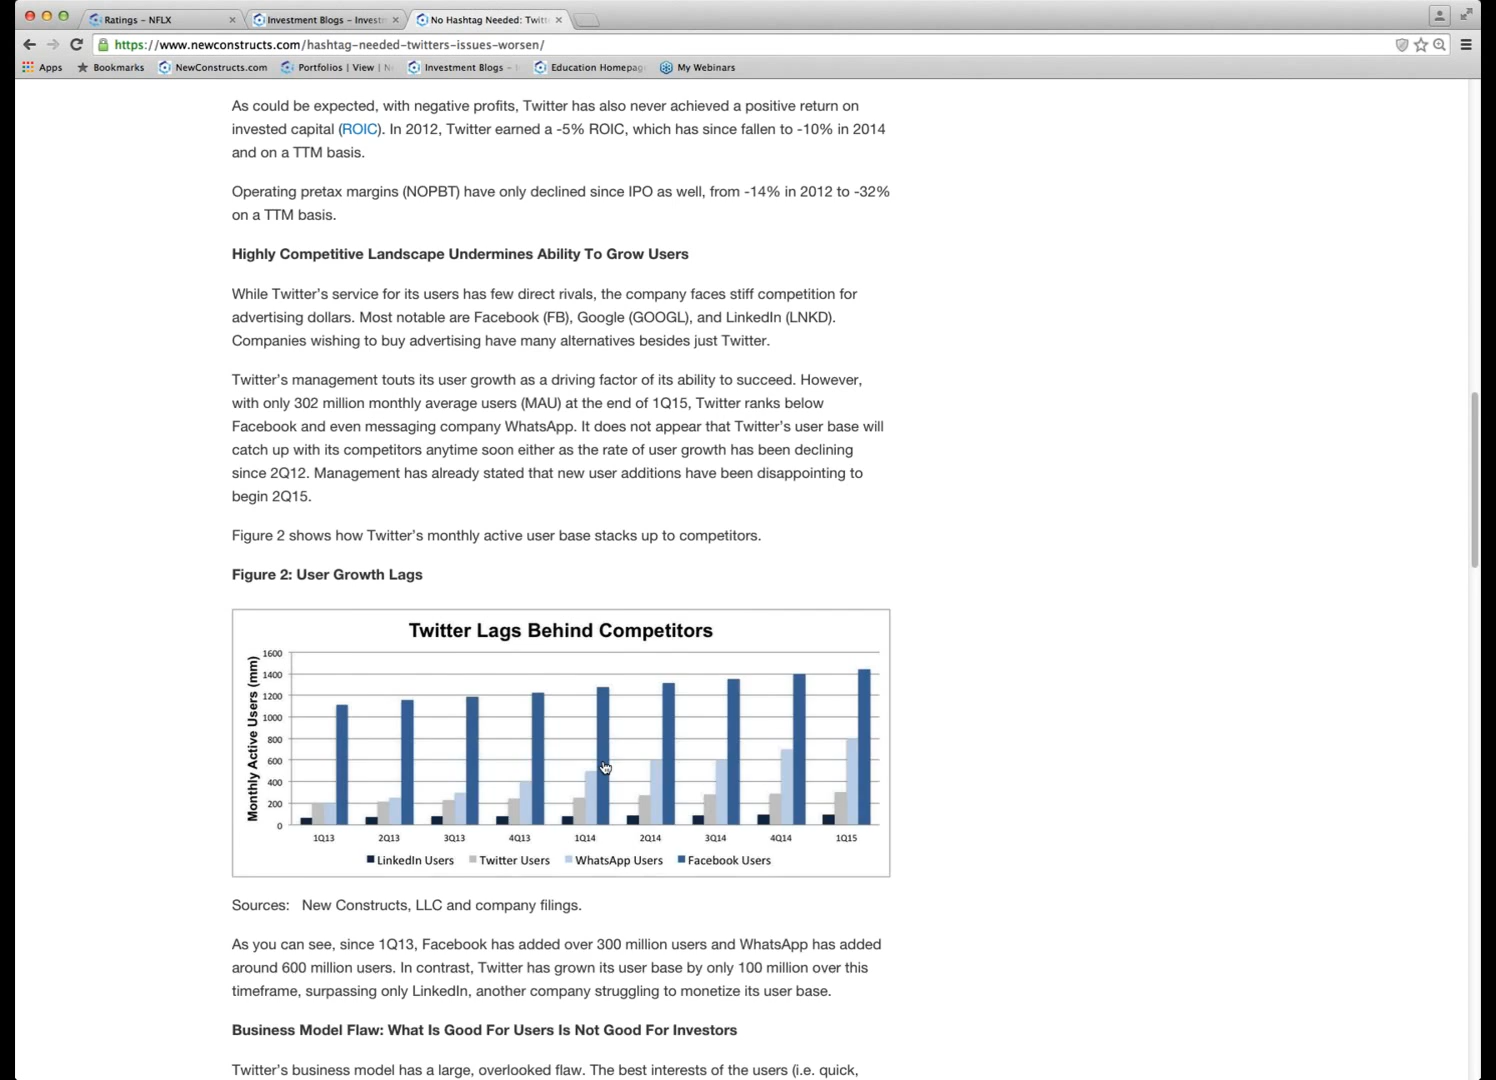 Ratings – NFLX
Investment Blogs – Invest
No Hashtag Needed: Twitt
https://www.newconstructs.com/hashtag-needed-twitters-issues-worsen/
Apps
Bookmarks
NewConstructs.com
Portfolios | View | N
Investment Blogs –
Education Homepag
My Webinars
As could be expected, with negative profits, Twitter has also never achieved a positive return on
invested capital (ROIC). In 2012, Twitter earned a -5% ROIC, which has since fallen to -10% in 2014
and on a TTM basis.
Operating pretax margins (NOPBT) have only declined since IPO as well, from -14% in 2012 to -32%
on a TTM basis.
Highly Competitive Landscape Undermines Ability To Grow Users
While Twitter's service for its users has few direct rivals, the company faces stiff competition for
advertising dollars. Most notable are Facebook (FB), Google (GOOGL), and LinkedIn (LNKD).
Companies wishing to buy advertising have many alternatives besides just Twitter.
Twitter's management touts its user growth as a driving factor of its ability to succeed. However,
with only 302 million monthly average users (MAU) at the end of 1Q15, Twitter ranks below
Facebook and even messaging company WhatsApp. It does not appear that Twitter's user base will
catch up with its competitors anytime soon either as the rate of user growth has been declining
since 2Q12. Management has already stated that new user additions have been disappointing to
begin 2Q15.
Figure 2 shows how Twitter's monthly active user base stacks up to competitors.
Figure 2: User Growth Lags
Twitter Lags Behind Competitors
Monthly Active Users (mm)
1600
1400
1200
1000
800
600
400
200
0
1Q13 2Q13 3Q13 4Q13 1Q14 2Q14 3Q14 4Q14 1Q15
LinkedIn Users Twitter Users WhatsApp Users Facebook Users
Sources: New Constructs, LLC and company filings.
As you can see, since 1Q13, Facebook has added over 300 million users and WhatsApp has added
around 600 million users. In contrast, Twitter has grown its user base by only 100 million over this
timeframe, surpassing only LinkedIn, another company struggling to monetize its user base.
Business Model Flaw: What Is Good For Users Is Not Good For Investors
Twitter's business model has a large, overlooked flaw. The best interests of the users (i.e. quick,